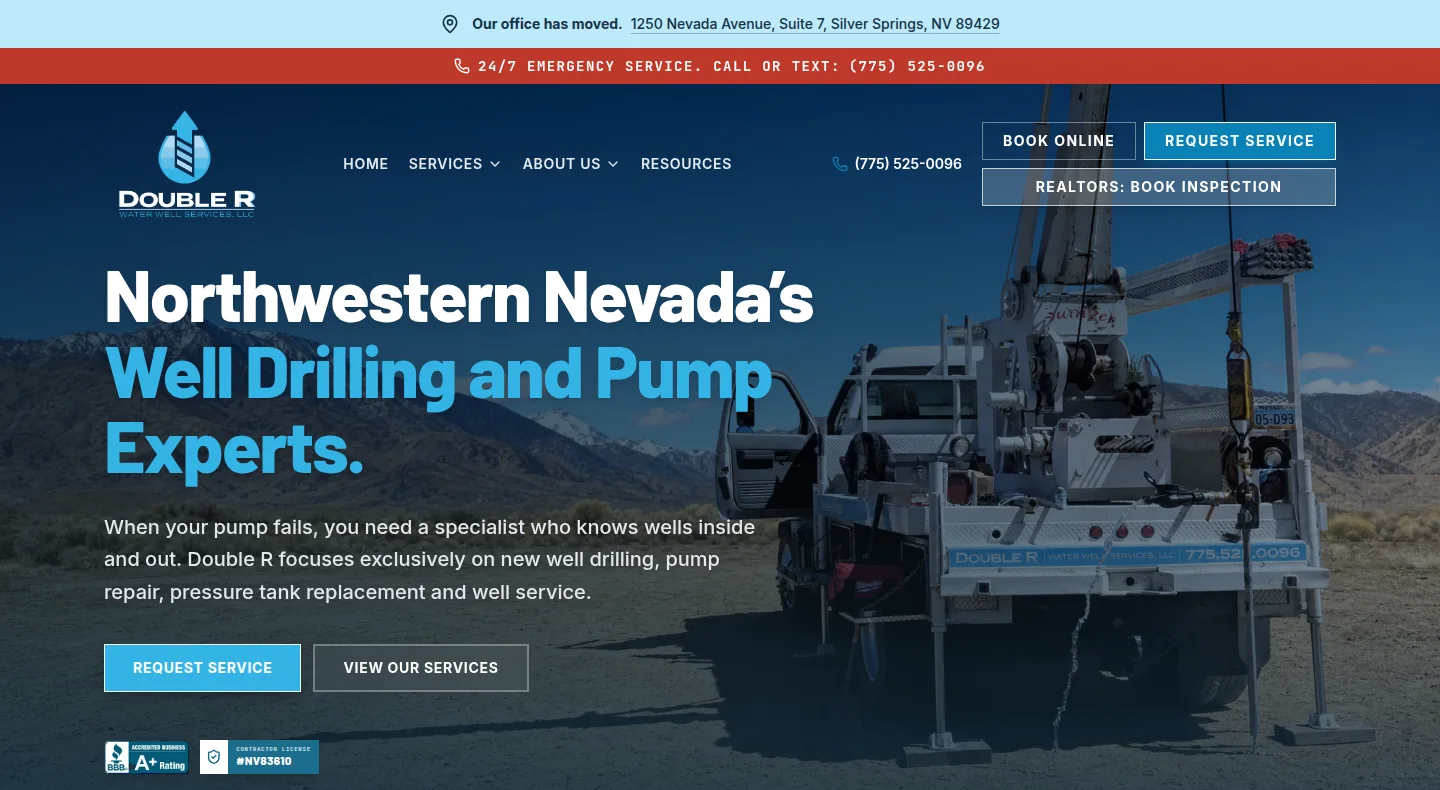 Our office has moved. 1250 Nevada Avenue, Suite 7, Silver Springs, NV 89429
24/7 EMERGENCY SERVICE. CALL OR TEXT: (775) 525-0096
DOUBLE R
WATER WELL SERVICES, LLC
HOME SERVICES ABOUT US RESOURCES (775) 525-0096
BOOK ONLINE REQUEST SERVICE
REALTORS: BOOK INSPECTION
Northwestern Nevada’s
Well Drilling and Pump
Experts.
When your pump fails, you need a specialist who knows wells inside
and out. Double R focuses exclusively on new well drilling, pump
repair, pressure tank replacement and well service.
REQUEST SERVICE VIEW OUR SERVICES
NEVADA
05-D93
DOUBLE R WATER WELL SERVICES, LLC 775.525.0096
Milwaukee
BBB ACCREDITED BUSINESS
A+ Rating
CONTRACTOR LICENSE
#NV83610